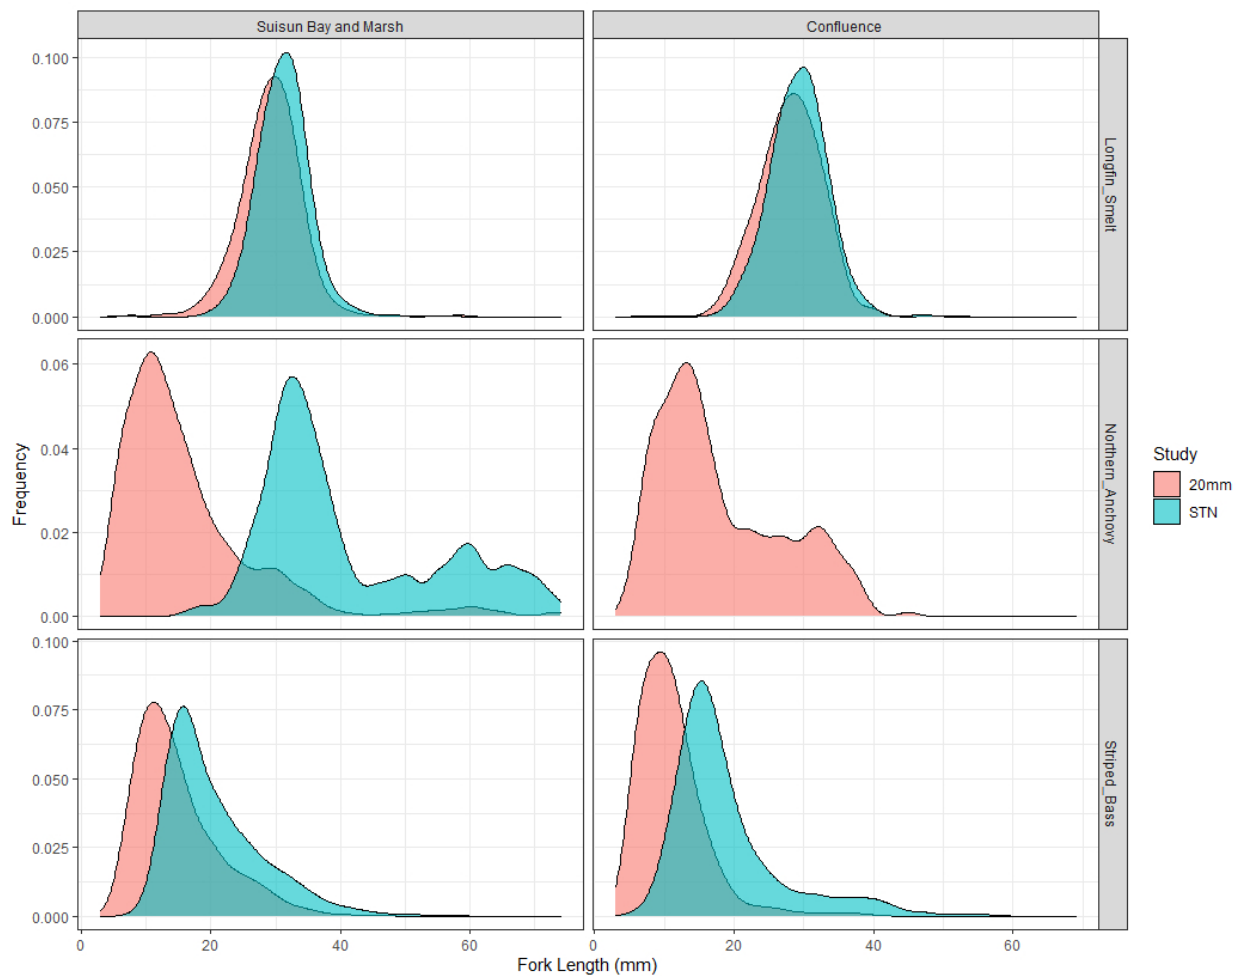 Suisun Bay and Marsh
Confluence
0.100
0.075
0.050
0.025
0.000
Longfin_Smelt
0.06
0.04
0.02
0.00
Northern_Anchovy
0.100
0.075
0.050
0.025
0.000
Striped_Bass
Frequency
0
20
40
60
0
20
40
60
Fork Length (mm)
Study
20mm
STN